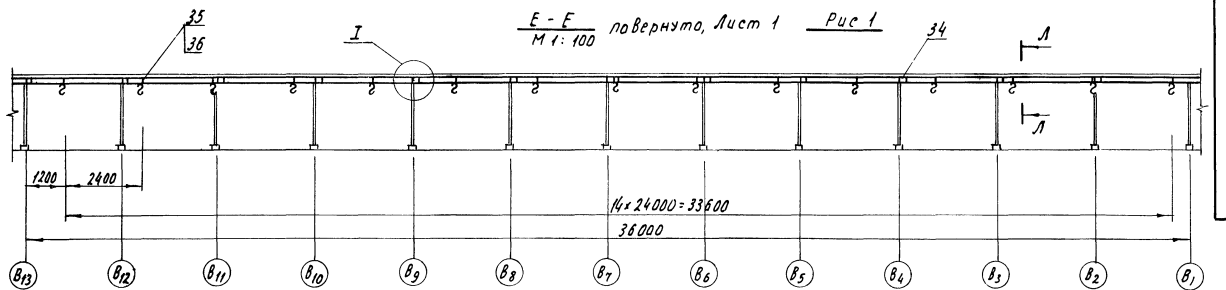 35
36
I
Е - Е
М 1: 100
повернуто, Лист 1
Рис 1
34
Л
Л
1200
2400
14 x 24000 = 33600
36000
В13 В12 В11 В10 В9 В8 В7 В6 В5 В4 В3 В2 В1